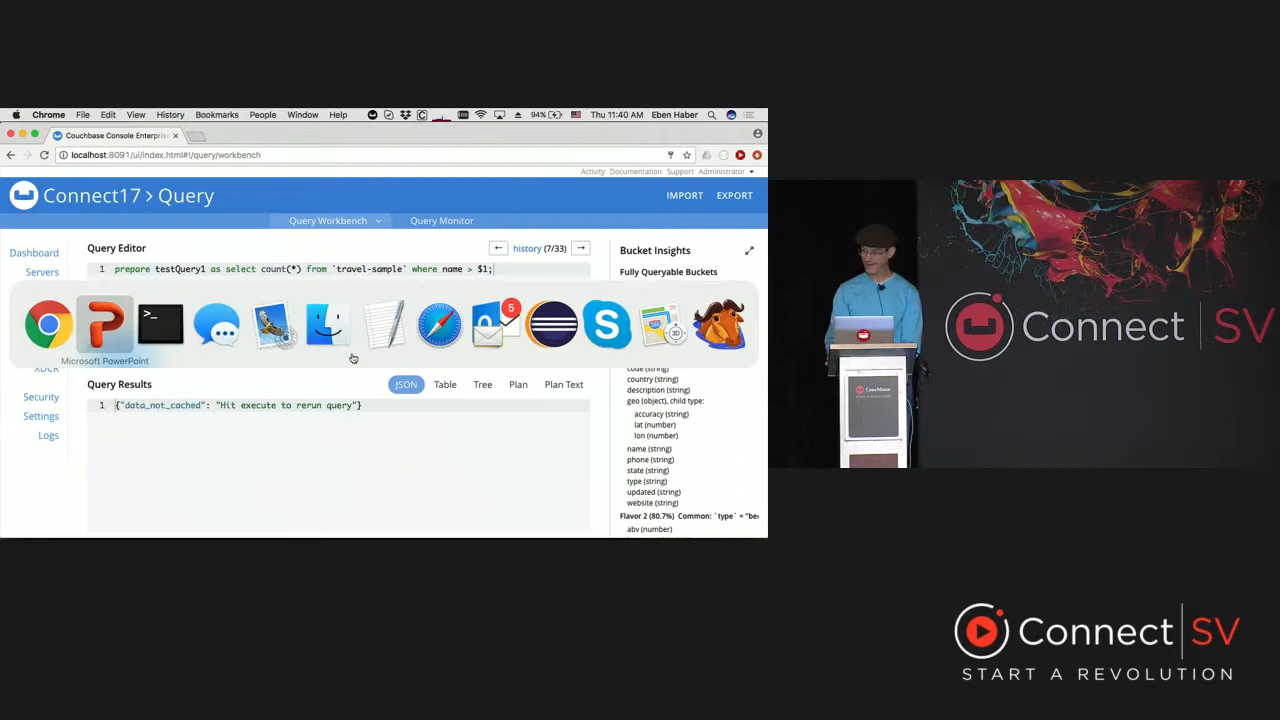 Chrome File Edit View History Bookmarks People Window Help 94% Thu 11:40 AM Eben Haber
Couchbase Console Enterpris
localhost:8091/ui/index.html#!/query/workbench
Activity Documentation Support Administrator
Connect17 > Query IMPORT EXPORT
Query Workbench Query Monitor
Dashboard
Servers
XDCR
Security
Settings
Logs
Query Editor ← history (7/33) →
1 prepare testQuery1 as select count(*) from `travel-sample` where name > $1;
5
3D
Microsoft PowerPoint
Query Results JSON Table Tree Plan Plan Text
1 {"data_not_cached": "Hit execute to rerun query"}
Bucket Insights
Fully Queryable Buckets
code (string)
country (string)
description (string)
geo (object), child type:
accuracy (string)
lat (number)
lon (number)
name (string)
phone (string)
state (string)
type (string)
updated (string)
website (string)
Flavor 2 (80.7%) Common: `type` = "bee
abv (number)
Connect SV
Couchbase
Connect SV
START A REVOLUTION